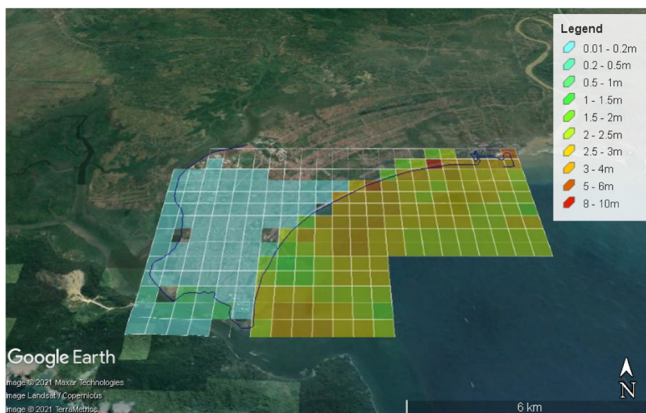 Legend
0.01 - 0.2m
0.2 - 0.5m
0.5 - 1m
1 - 1.5m
1.5 - 2m
2 - 2.5m
2.5 - 3m
3 - 4m
5 - 6m
8 - 10m
Google Earth
Image © 2021 Maxar Technologies
Image Landsat / Copernicus
Image © 2021 TerraMetrics
6 km
N